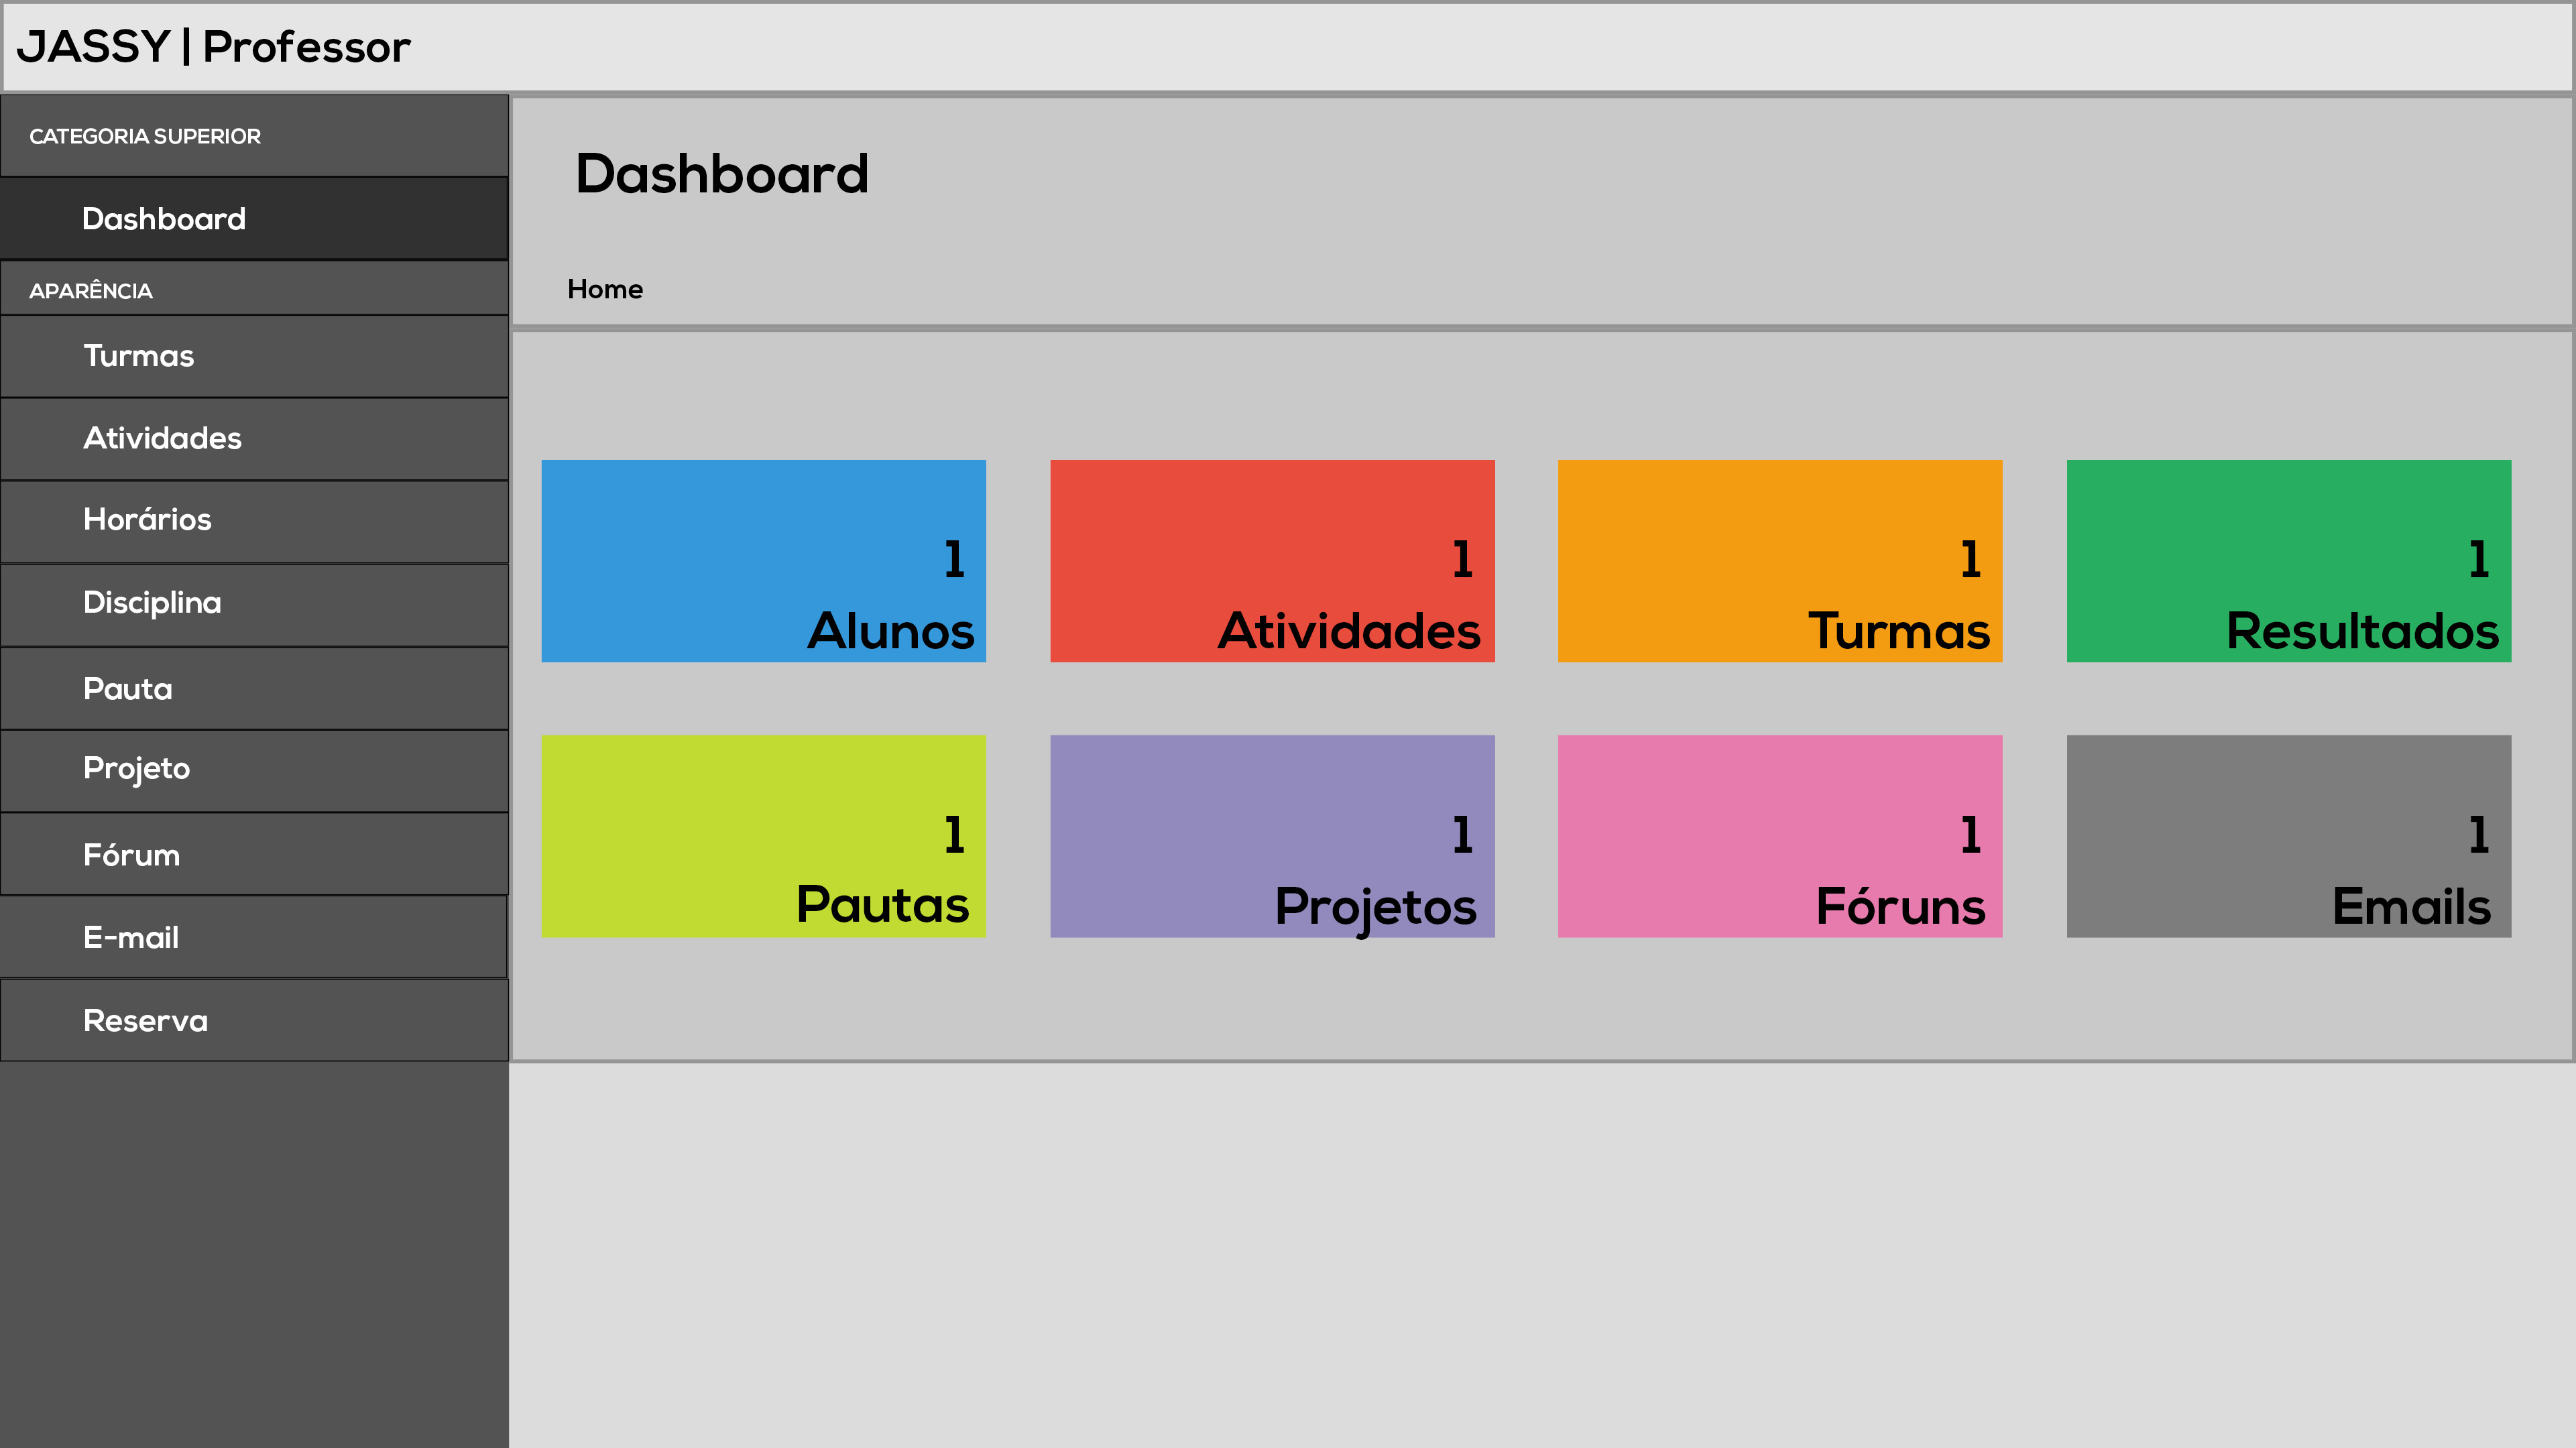 JASSY | Professor
CATEGORIA SUPERIOR
Dashboard
APARÊNCIA
Turmas
Atividades
Horários
Disciplina
Pauta
Projeto
Fórum
E-mail
Reserva
Dashboard
Home
1
Alunos
1
Atividades
1
Turmas
1
Resultados
1
Pautas
1
Projetos
1
Fóruns
1
Emails